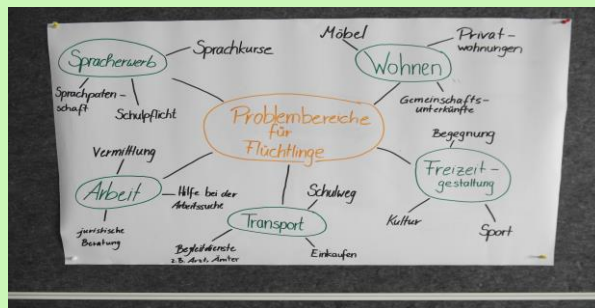 Problembereiche
für
Flüchtlinge
Spracherwerb
Sprachkurse
Sprachpaten-
schaft
Schulpflicht
Wohnen
Möbel
Privat-
wohnungen
Gemeinschafts-
unterkünfte
Arbeit
Vermittlung
Hilfe bei der
Arbeitssuche
juristische
Beratung
Transport
Schulweg
Begleitdienste
z.B. Arzt, Ämter
Einkaufen
Freizeit-
gestaltung
Begegnung
Kultur
Sport